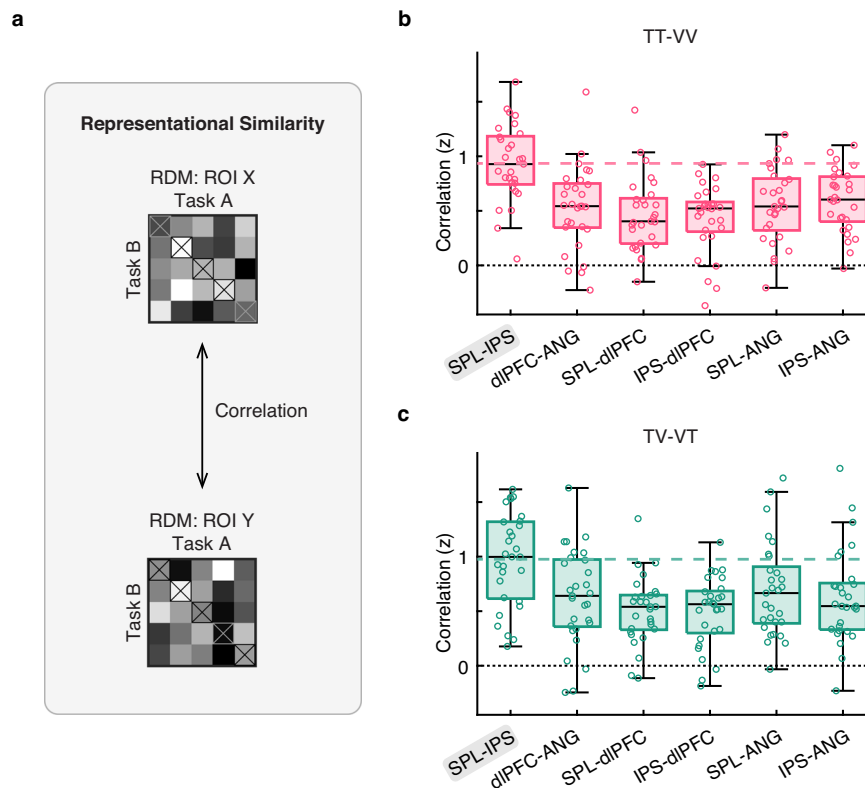 a
Representational Similarity
RDM: ROI X
Task A
Task B
Correlation
RDM: ROI Y
Task A
Task B
b
TT-VV
Correlation (z)
1
0
SPL-IPS
dlPFC-ANG
SPL-dlPFC
IPS-dlPFC
SPL-ANG
IPS-ANG
c
TV-VT
Correlation (z)
1
0
SPL-IPS
dlPFC-ANG
SPL-dlPFC
IPS-dlPFC
SPL-ANG
IPS-ANG